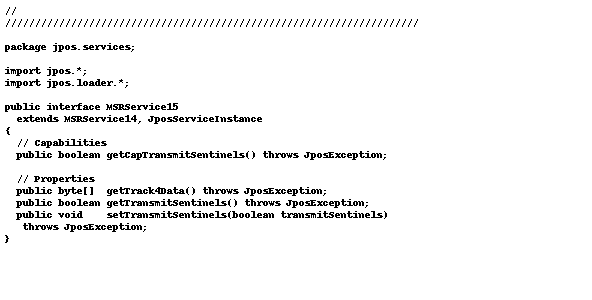 //
/////////////////////////////////////////////////////////////////////
package jpos.services;
import jpos.*;
import jpos.loader.*;
public interface MSRService15
extends MSRService14, JposServiceInstance
{
// Capabilities
public boolean getCapTransmitSentinels() throws JposException;
// Properties
public byte[]  getTrack4Data() throws JposException;
public boolean getTransmitSentinels() throws JposException;
public void    setTransmitSentinels(boolean transmitSentinels)
throws JposException;
}